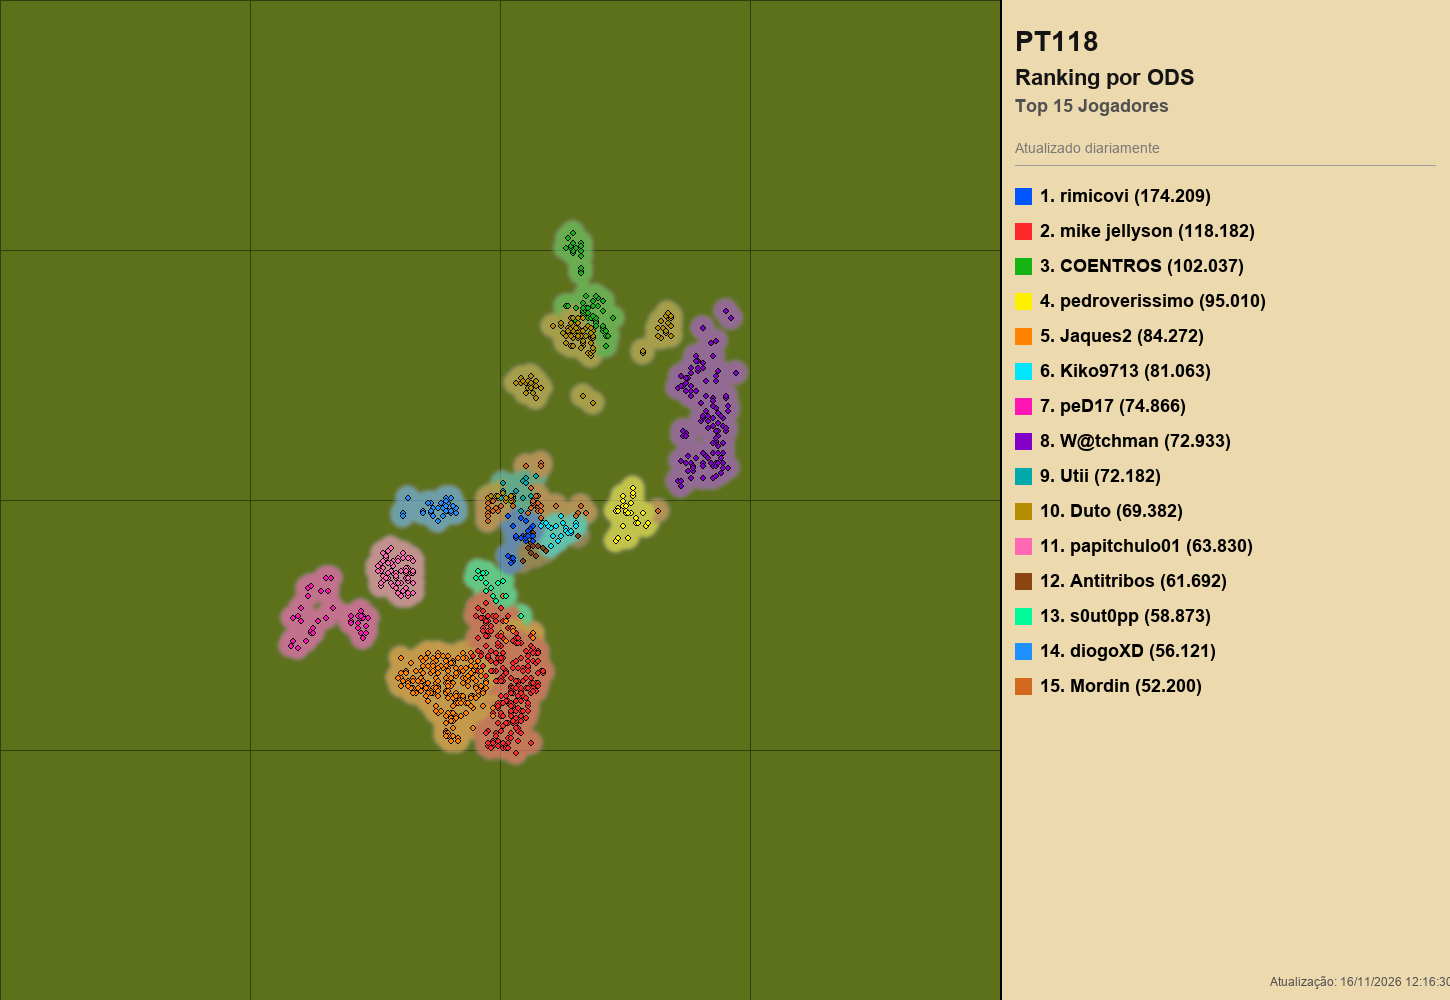 PT118
Ranking por ODS
Top 15 Jogadores
Atualizado diariamente
1. rimicovi (174.209)
2. mike jellyson (118.182)
3. COENTROS (102.037)
4. pedroverissimo (95.010)
5. Jaques2 (84.272)
6. Kiko9713 (81.063)
7. peD17 (74.866)
8. W@tchman (72.933)
9. Utii (72.182)
10. Duto (69.382)
11. papitchulo01 (63.830)
12. Antitribos (61.692)
13. s0ut0pp (58.873)
14. diogoXD (56.121)
15. Mordin (52.200)
Atualização: 16/11/2026 12:16:30